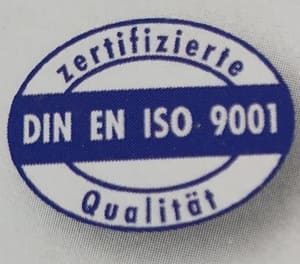 zertifizierte
DIN EN ISO 9001
Qualität